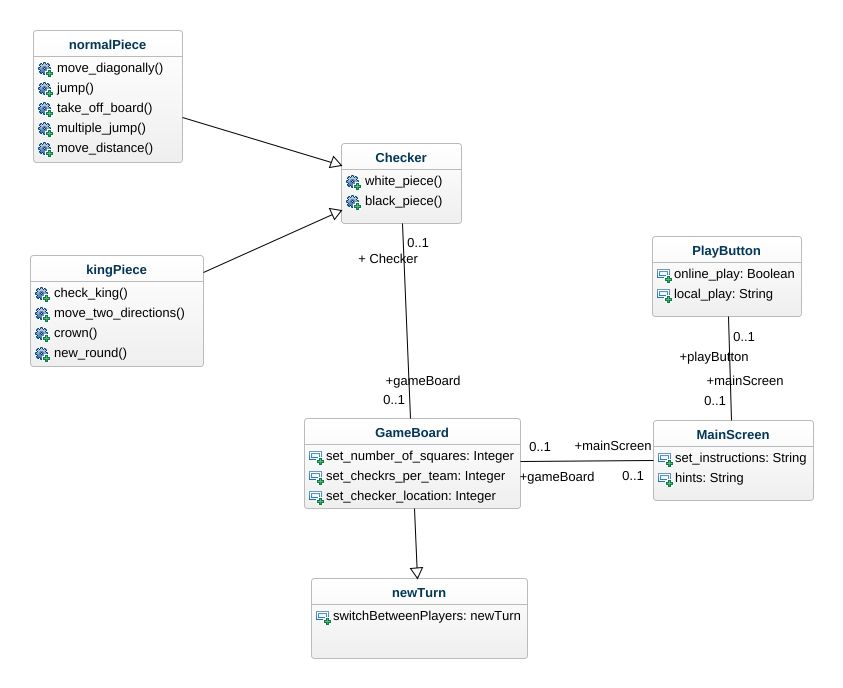 normalPiece
move_diagonally()
jump()
take_off_board()
multiple_jump()
move_distance()
Checker
white_piece()
black_piece()
0..1
+ Checker
kingPiece
check_king()
move_two_directions()
crown()
new_round()
PlayButton
online_play: Boolean
local_play: String
0..1
+playButton
+mainScreen
0..1
+gameBoard
0..1
GameBoard
set_number_of_squares: Integer
set_checkrs_per_team: Integer
set_checker_location: Integer
0..1
+mainScreen
+gameBoard
0..1
MainScreen
set_instructions: String
hints: String
newTurn
switchBetweenPlayers: newTurn